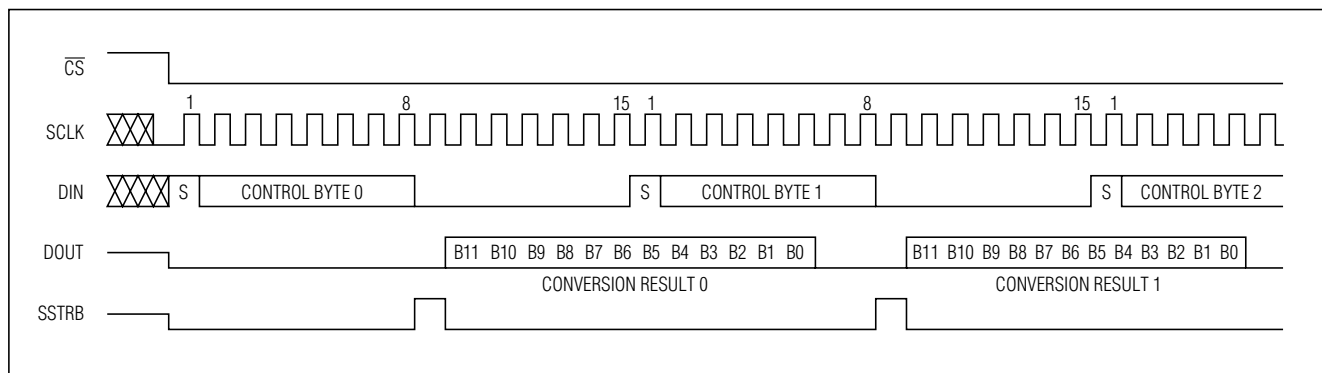 CS
1 8 15 1 8 15 1
SCLK
DIN S CONTROL BYTE 0 S CONTROL BYTE 1 S CONTROL BYTE 2
DOUT B11 B10 B9 B8 B7 B6 B5 B4 B3 B2 B1 B0 B11 B10 B9 B8 B7 B6 B5 B4 B3 B2 B1 B0
CONVERSION RESULT 0 CONVERSION RESULT 1
SSTRB